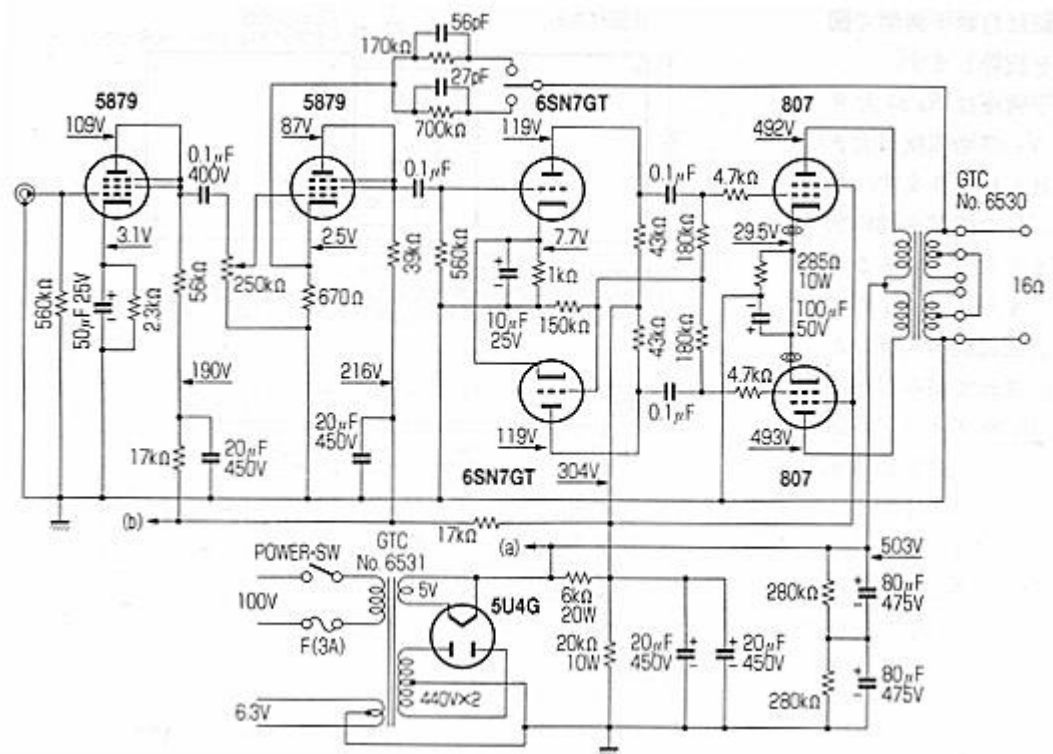 56pF
170kΩ
27pF
700kΩ
5879
5879
6SN7GT
807
109V
87V
119V
492V
0.1μF
400V
0.1μF
0.1μF
4.7kΩ
GTC
No. 6530
3.1V
2.5V
7.7V
29.5V
560kΩ
50μF 25V
2.3kΩ
56kΩ
250kΩ
670Ω
39kΩ
560kΩ
1kΩ
10μF
25V
150kΩ
43kΩ
180kΩ
285Ω
10W
100μF
50V
16Ω
43kΩ
180kΩ
4.7kΩ
0.1μF
190V
216V
119V
493V
17kΩ
20μF
450V
20μF
450V
6SN7GT
304V
807
(b)
17kΩ
(a)
503V
POWER-SW
GTC
No. 6531
100V
F(3A)
5V
5U4G
6kΩ
20W
20kΩ
10W
20μF
450V
20μF
450V
280kΩ
80μF
475V
280kΩ
80μF
475V
440V×2
6.3V